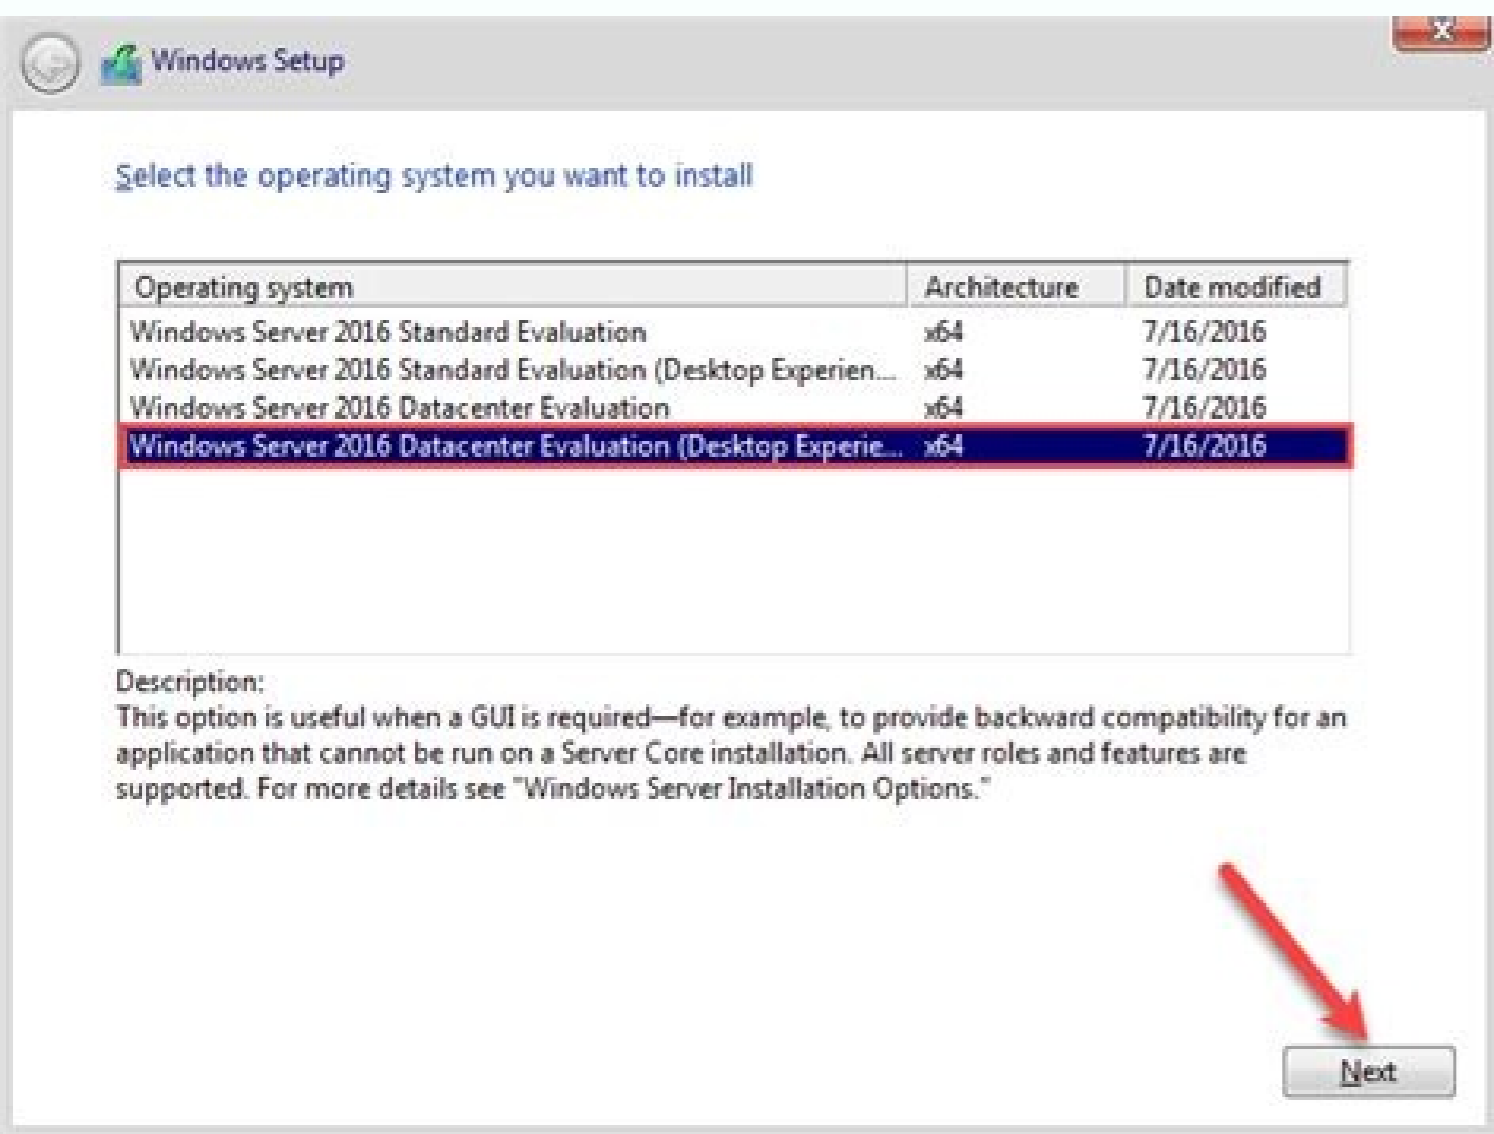 Windows Setup
Select the operating system you want to install
Operating system Architecture Date modified
Windows Server 2016 Standard Evaluation x64 7/16/2016
Windows Server 2016 Standard Evaluation (Desktop Experien... x64 7/16/2016
Windows Server 2016 Datacenter Evaluation x64 7/16/2016
Windows Server 2016 Datacenter Evaluation (Desktop Experie... x64 7/16/2016
Description:
This option is useful when a GUI is required—for example, to provide backward compatibility for an
application that cannot be run on a Server Core installation. All server roles and features are
supported. For more details see "Windows Server Installation Options."
Next